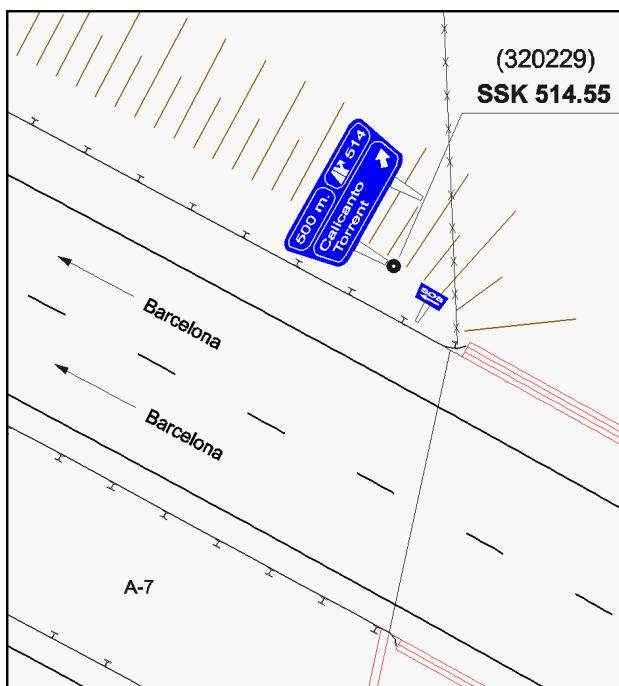 (320229)
SSK 514.55
514
500 m.
Calicanto
Torrent
SOS
Barcelona
Barcelona
A-7